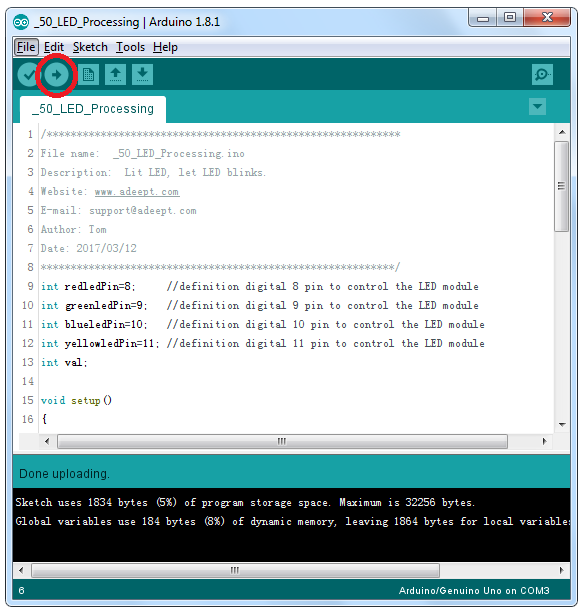 _50_LED_Processing | Arduino 1.8.1
File Edit Sketch Tools Help
_50_LED_Processing
1 /***********************************************************
2 File name: _50_LED_Processing.ino
3 Description: Lit LED, let LED blinks.
4 Website: www.adeept.com
5 E-mail: support@adeept.com
6 Author: Tom
7 Date: 2017/03/12
8 ***********************************************************/
9 int redledPin=8; //definition digital 8 pin to control the LED module
10 int greenledPin=9; //definition digital 9 pin to control the LED module
11 int blueledPin=10; //definition digital 10 pin to control the LED module
12 int yellowledPin=11; //definition digital 11 pin to control the LED module
13 int val;
14
15 void setup()
16 {
Done uploading.
Sketch uses 1834 bytes (5%) of program storage space. Maximum is 32256 bytes.
Global variables use 184 bytes (8%) of dynamic memory, leaving 1864 bytes for local variable
6 Arduino/Genuino Uno on COM3